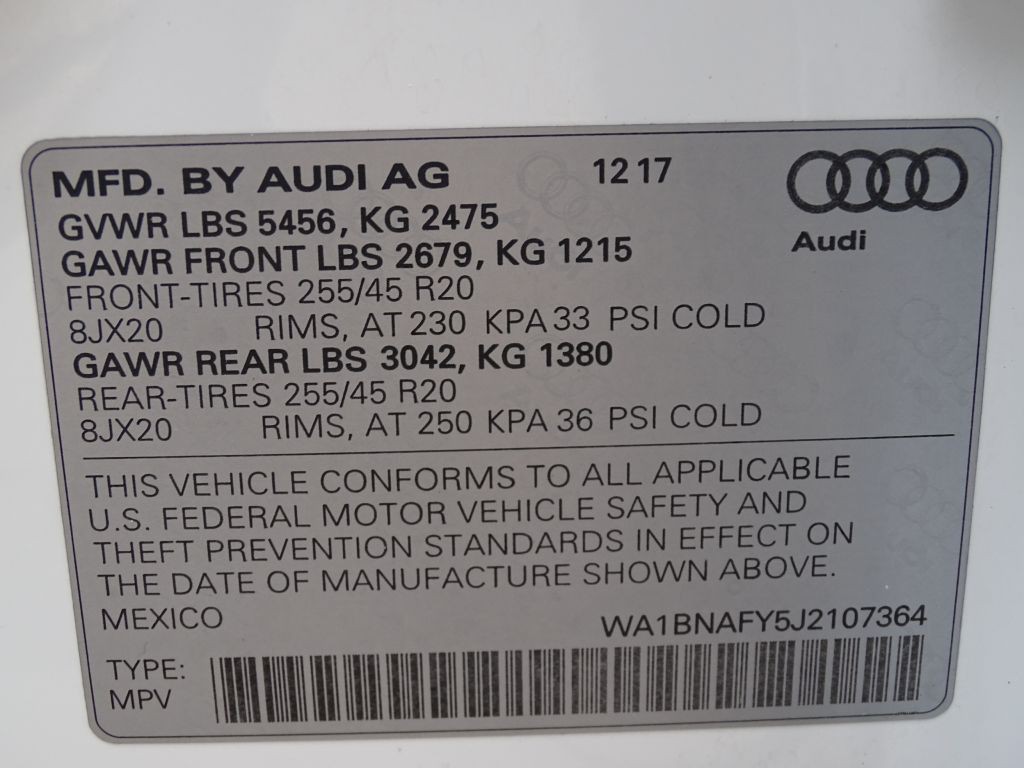 MFD. BY AUDI AG 12 17
GVWR LBS 5456, KG 2475
GAWR FRONT LBS 2679, KG 1215
Audi
FRONT-TIRES 255/45 R20
8JX20 RIMS, AT 230 KPA 33 PSI COLD
GAWR REAR LBS 3042, KG 1380
REAR-TIRES 255/45 R20
8JX20 RIMS, AT 250 KPA 36 PSI COLD
THIS VEHICLE CONFORMS TO ALL APPLICABLE
U.S. FEDERAL MOTOR VEHICLE SAFETY AND
THEFT PREVENTION STANDARDS IN EFFECT ON
THE DATE OF MANUFACTURE SHOWN ABOVE.
MEXICO WA1BNAFY5J2107364
TYPE:
MPV